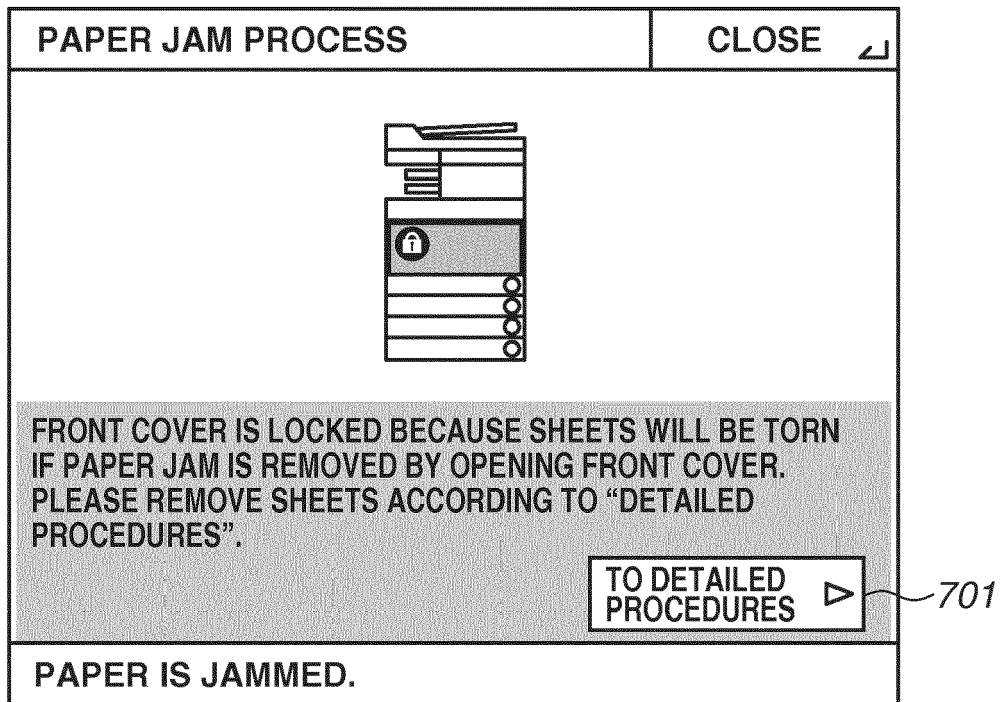 PAPER JAM PROCESS
CLOSE
FRONT COVER IS LOCKED BECAUSE SHEETS WILL BE TORN
IF PAPER JAM IS REMOVED BY OPENING FRONT COVER.
PLEASE REMOVE SHEETS ACCORDING TO “DETAILED
PROCEDURES”.
TO DETAILED
PROCEDURES
701
PAPER IS JAMMED.